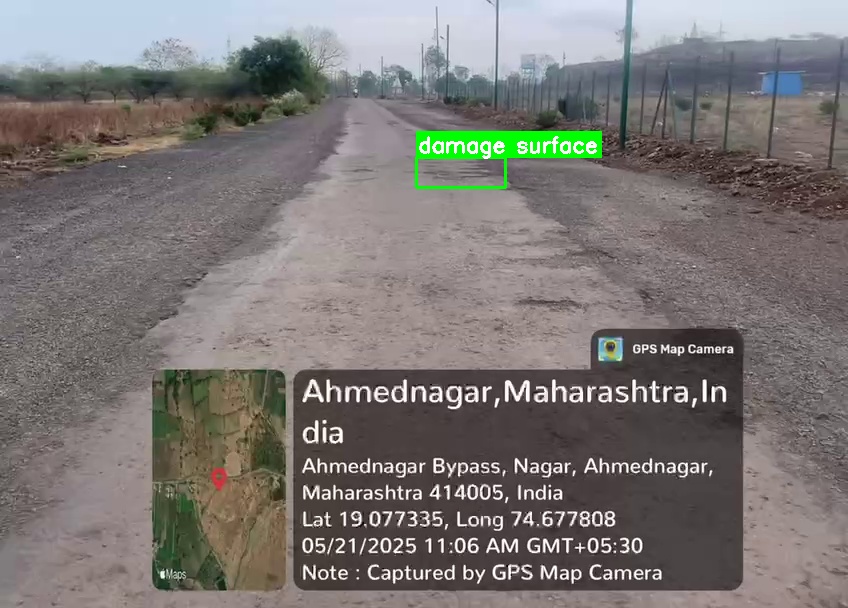 damage surface
GPS Map Camera
Ahmednagar,Maharashtra,In
dia
Ahmednagar Bypass, Nagar, Ahmednagar,
Maharashtra 414005, India
Lat 19.077335, Long 74.677808
05/21/2025 11:06 AM GMT+05:30
Note : Captured by GPS Map Camera
Maps